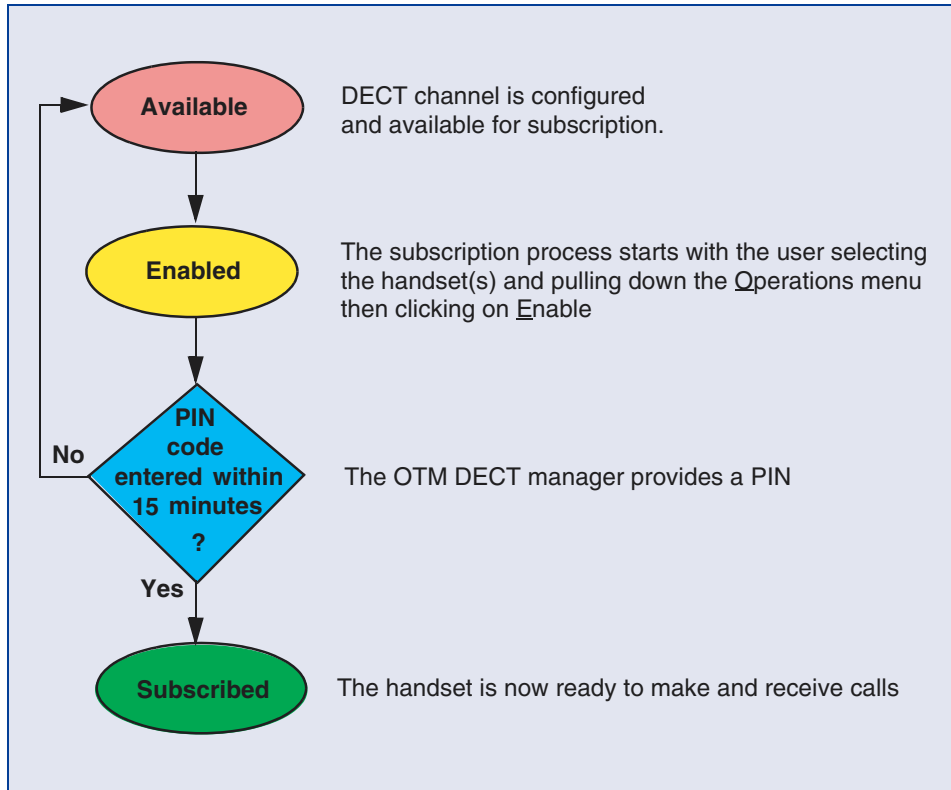 Available
DECT channel is configured
and available for subscription.
Enabled
The subscription process starts with the user selecting
the handset(s) and pulling down the Operations menu
then clicking on Enable
PIN
code
entered within
15 minutes
?
No
The OTM DECT manager provides a PIN
Yes
Subscribed
The handset is now ready to make and receive calls